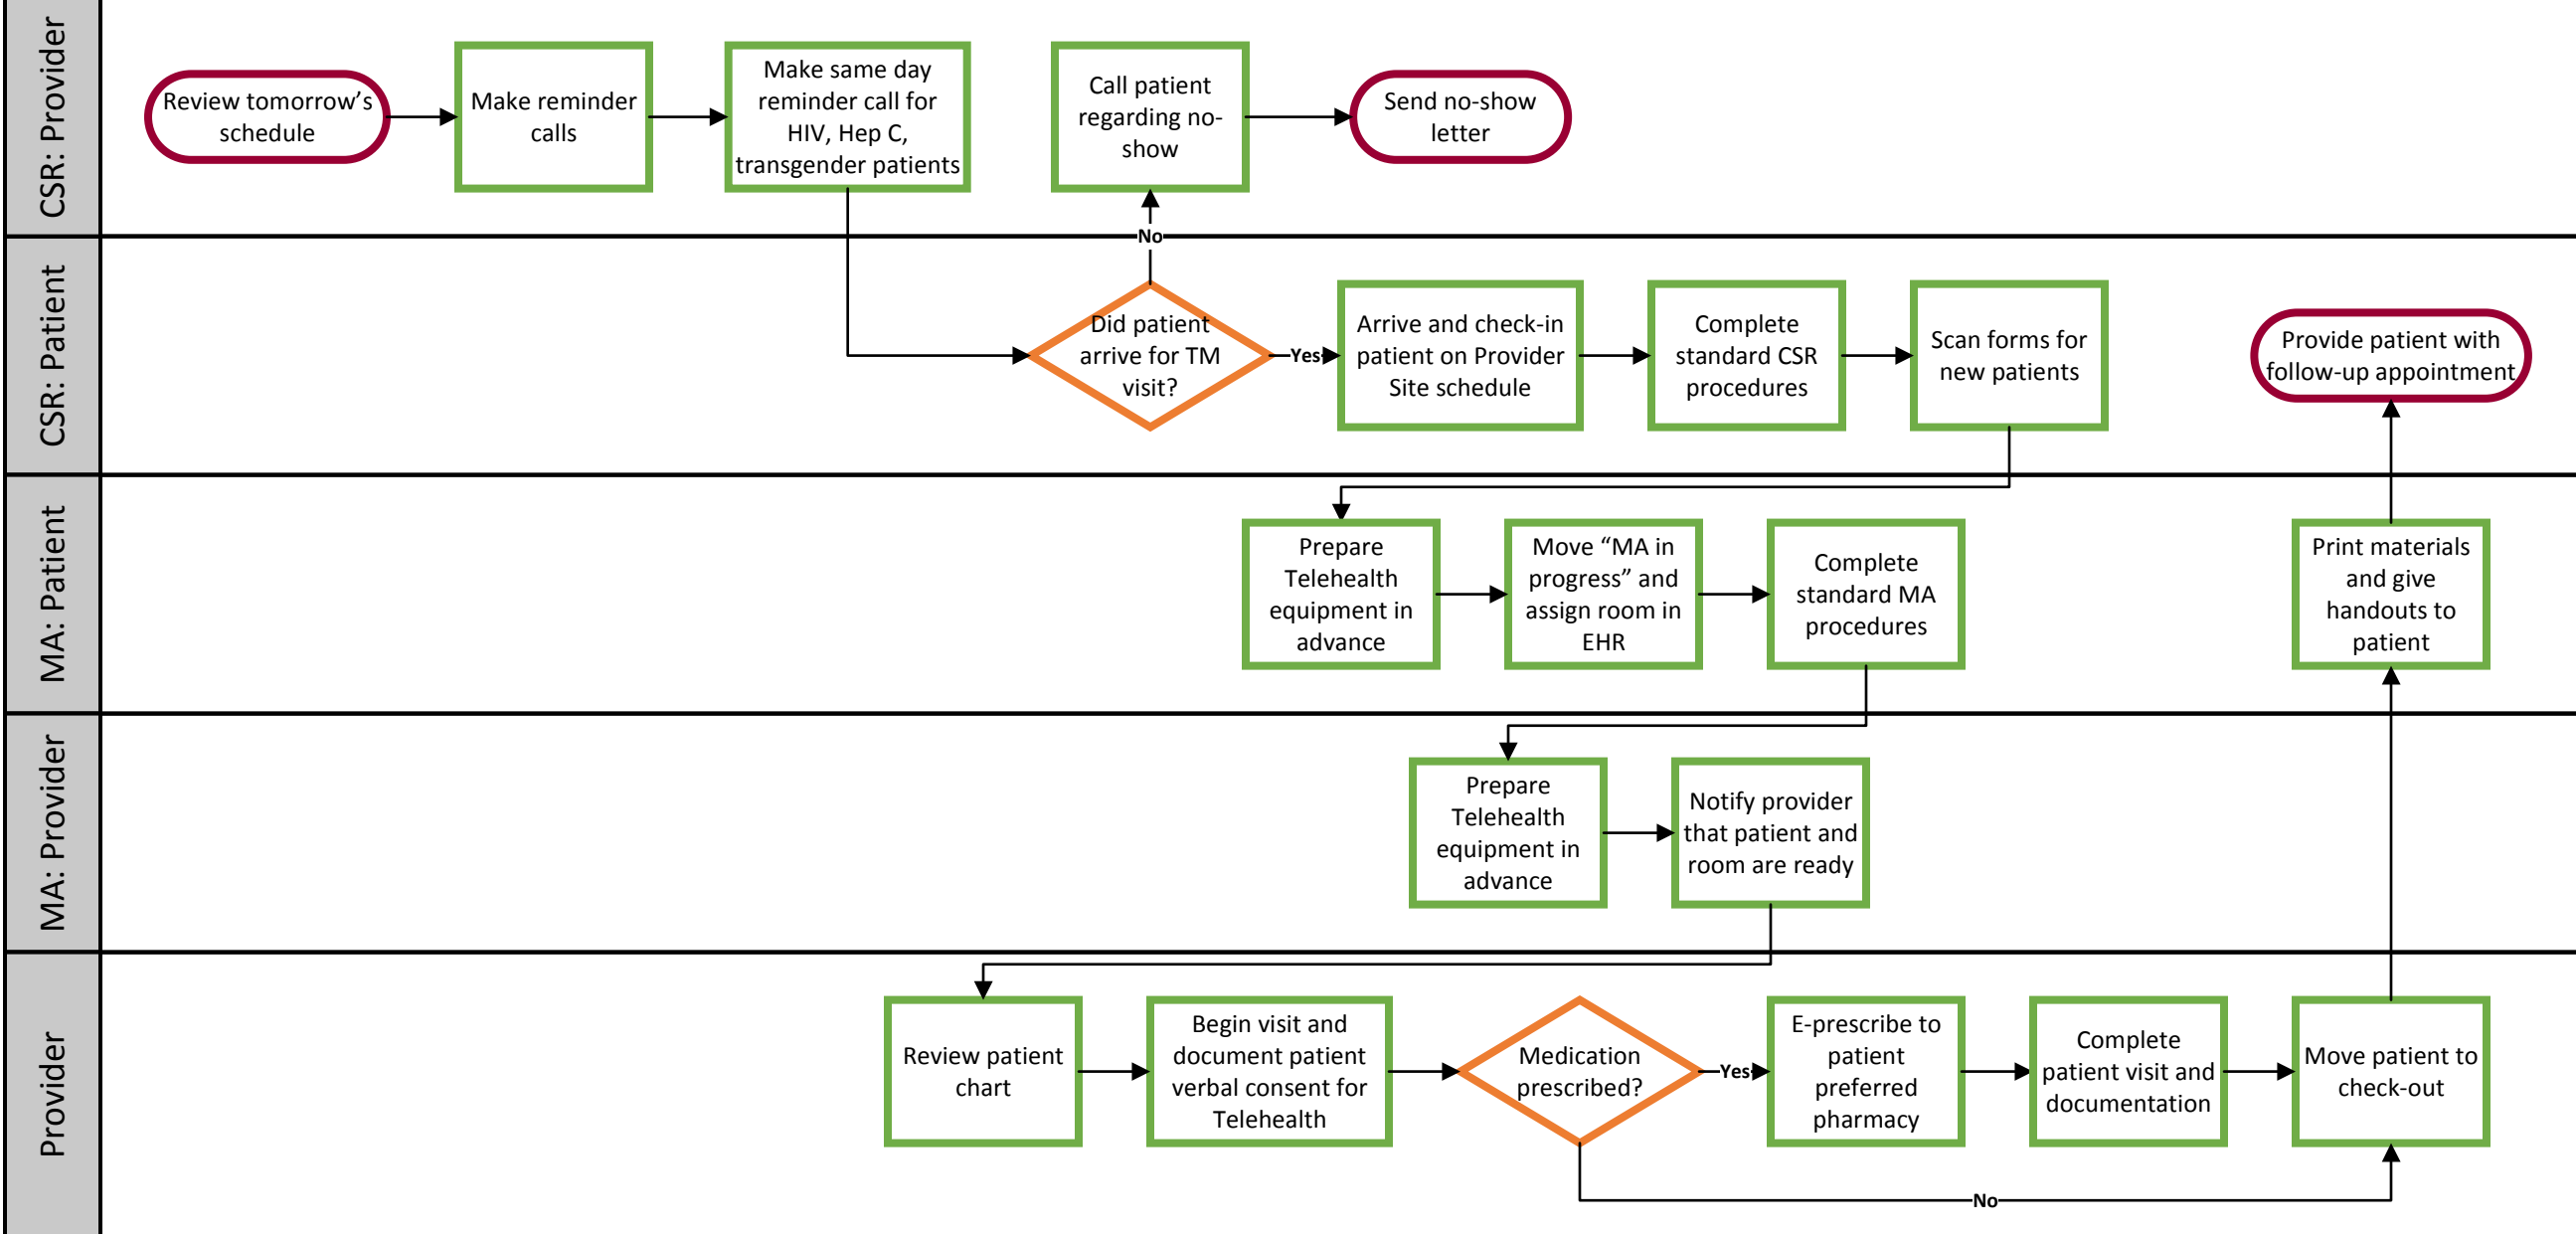 CSR: Provider
Review tomorrow's
schedule
Make reminder
calls
Make same day
reminder call for
HIV, Hep C,
transgender patients
Call patient
regarding no-
show
Send no-show
letter
No
CSR: Patient
Did patient
arrive for TM
visit?
Yes
Arrive and check-in
patient on Provider
Site schedule
Complete
standard CSR
procedures
Scan forms for
new patients
Provide patient with
follow-up appointment
MA: Patient
Prepare
Telehealth
equipment in
advance
Move “MA in
progress” and
assign room in
EHR
Complete
standard MA
procedures
Print materials
and give
handouts to
patient
MA: Provider
Prepare
Telehealth
equipment in
advance
Notify provider
that patient and
room are ready
Provider
Review patient
chart
Begin visit and
document patient
verbal consent for
Telehealth
Medication
prescribed?
Yes
E-prescribe to
patient
preferred
pharmacy
Complete
patient visit and
documentation
Move patient to
check-out
No